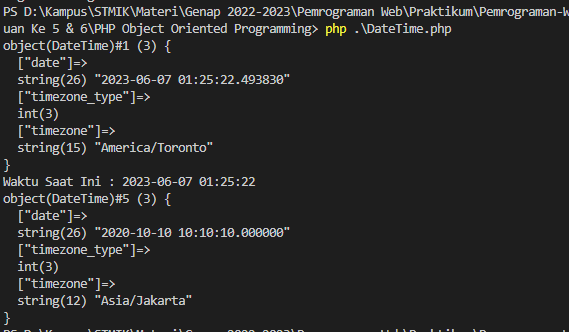 PS D:\Kampus\STMIK\Materi\Genap 2022-2023\Pemrograman Web\Praktikum\Pemrograman-W
uan Ke 5 & 6\PHP Object Oriented Programming> php .\DateTime.php
object(DateTime)#1 (3) {
  ["date"]=>
  string(26) "2023-06-07 01:25:22.493830"
  ["timezone_type"]=>
  int(3)
  ["timezone"]=>
  string(15) "America/Toronto"
}
Waktu Saat Ini : 2023-06-07 01:25:22
object(DateTime)#5 (3) {
  ["date"]=>
  string(26) "2020-10-10 10:10:10.000000"
  ["timezone_type"]=>
  int(3)
  ["timezone"]=>
  string(12) "Asia/Jakarta"
}